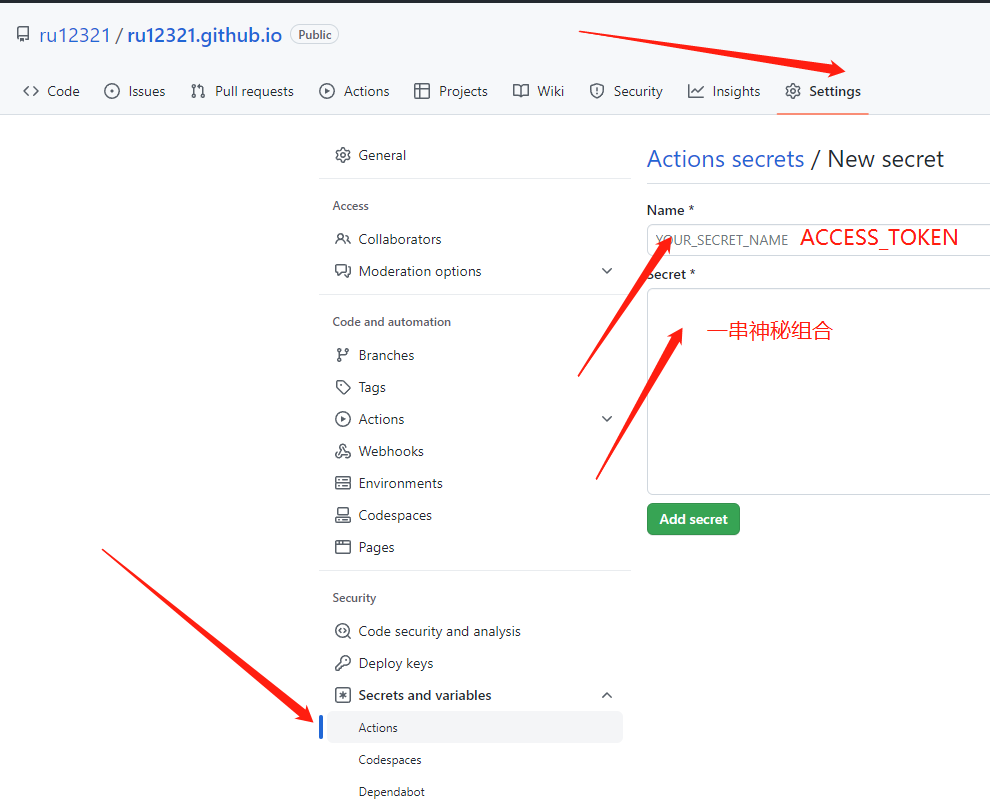 ru12321 / ru12321.github.io Public
Code Issues Pull requests Actions Projects Wiki Security Insights Settings
General
Access
Collaborators
Moderation options
Code and automation
Branches
Tags
Actions
Webhooks
Environments
Codespaces
Pages
Security
Code security and analysis
Deploy keys
Secrets and variables
Actions
Codespaces
Dependabot
Actions secrets / New secret
Name *
YOUR_SECRET_NAME ACCESS_TOKEN
Secret *
一串神秘组合
Add secret